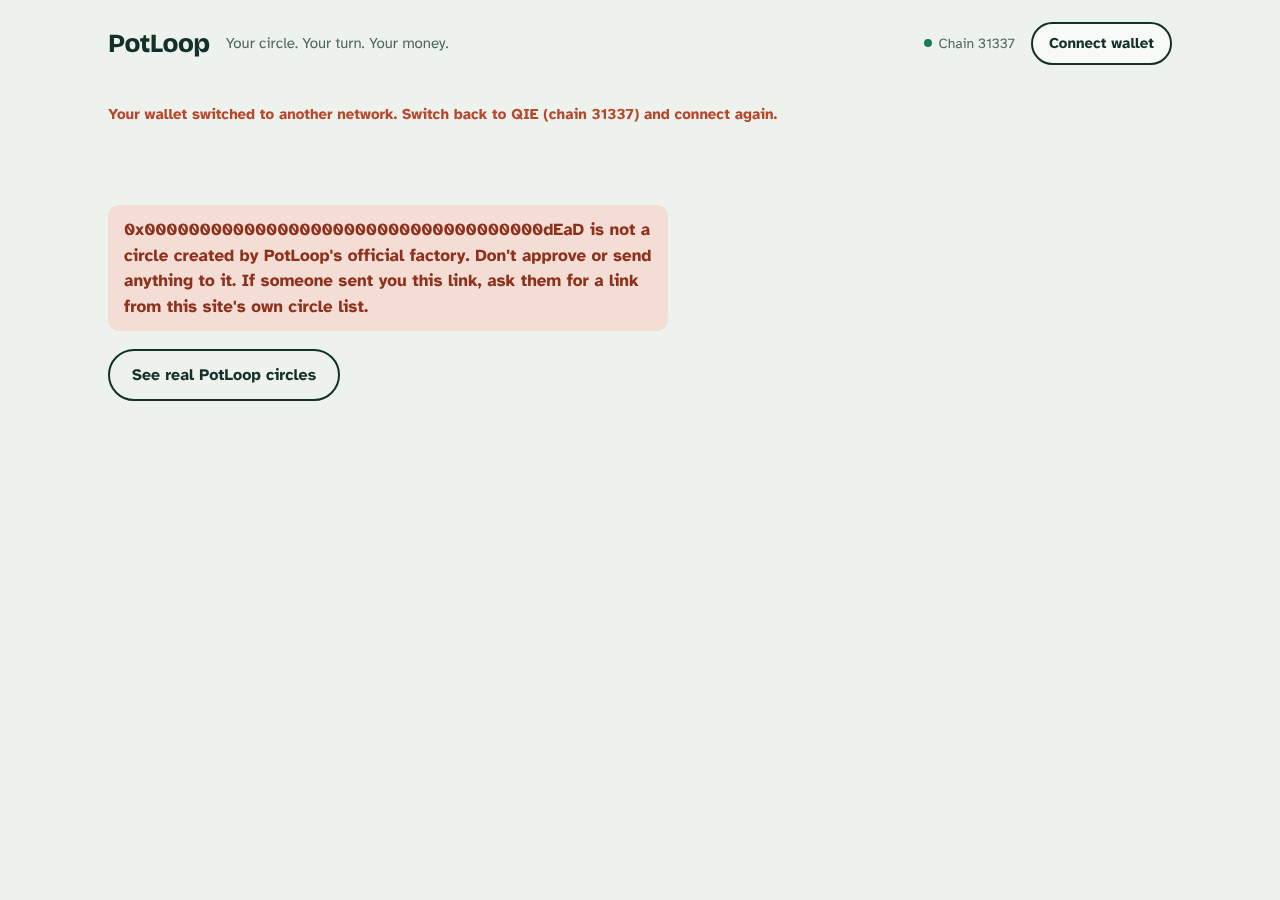 PotLoop
Your circle. Your turn. Your money.
Chain 31337
Connect wallet
Your wallet switched to another network. Switch back to QIE (chain 31337) and connect again.
0x000000000000000000000000000000000000dEaD is not a
circle created by PotLoop's official factory. Don't approve or send
anything to it. If someone sent you this link, ask them for a link
from this site's own circle list.
See real PotLoop circles